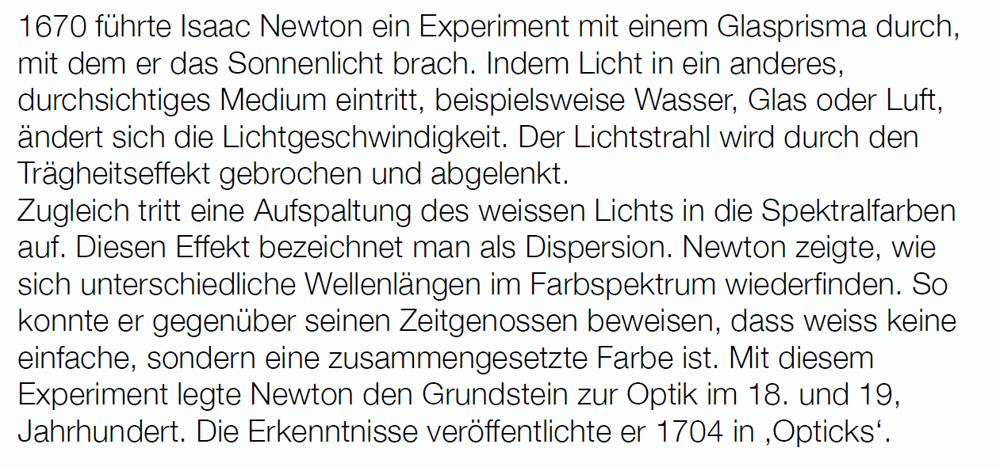 1670 führte Isaac Newton ein Experiment mit einem Glasprisma durch,
mit dem er das Sonnenlicht brach. Indem Licht in ein anderes,
durchsichtiges Medium eintritt, beispielsweise Wasser, Glas oder Luft,
ändert sich die Lichtgeschwindigkeit. Der Lichtstrahl wird durch den
Trägheitseffekt gebrochen und abgelenkt.
Zugleich tritt eine Aufspaltung des weissen Lichts in die Spektralfarben
auf. Diesen Effekt bezeichnet man als Dispersion. Newton zeigte, wie
sich unterschiedliche Wellenlängen im Farbspektrum wiederfinden. So
konnte er gegenüber seinen Zeitgenossen beweisen, dass weiss keine
einfache, sondern eine zusammengesetzte Farbe ist. Mit diesem
Experiment legte Newton den Grundstein zur Optik im 18. und 19,
Jahrhundert. Die Erkenntnisse veröffentlichte er 1704 in ‚Opticks‘.